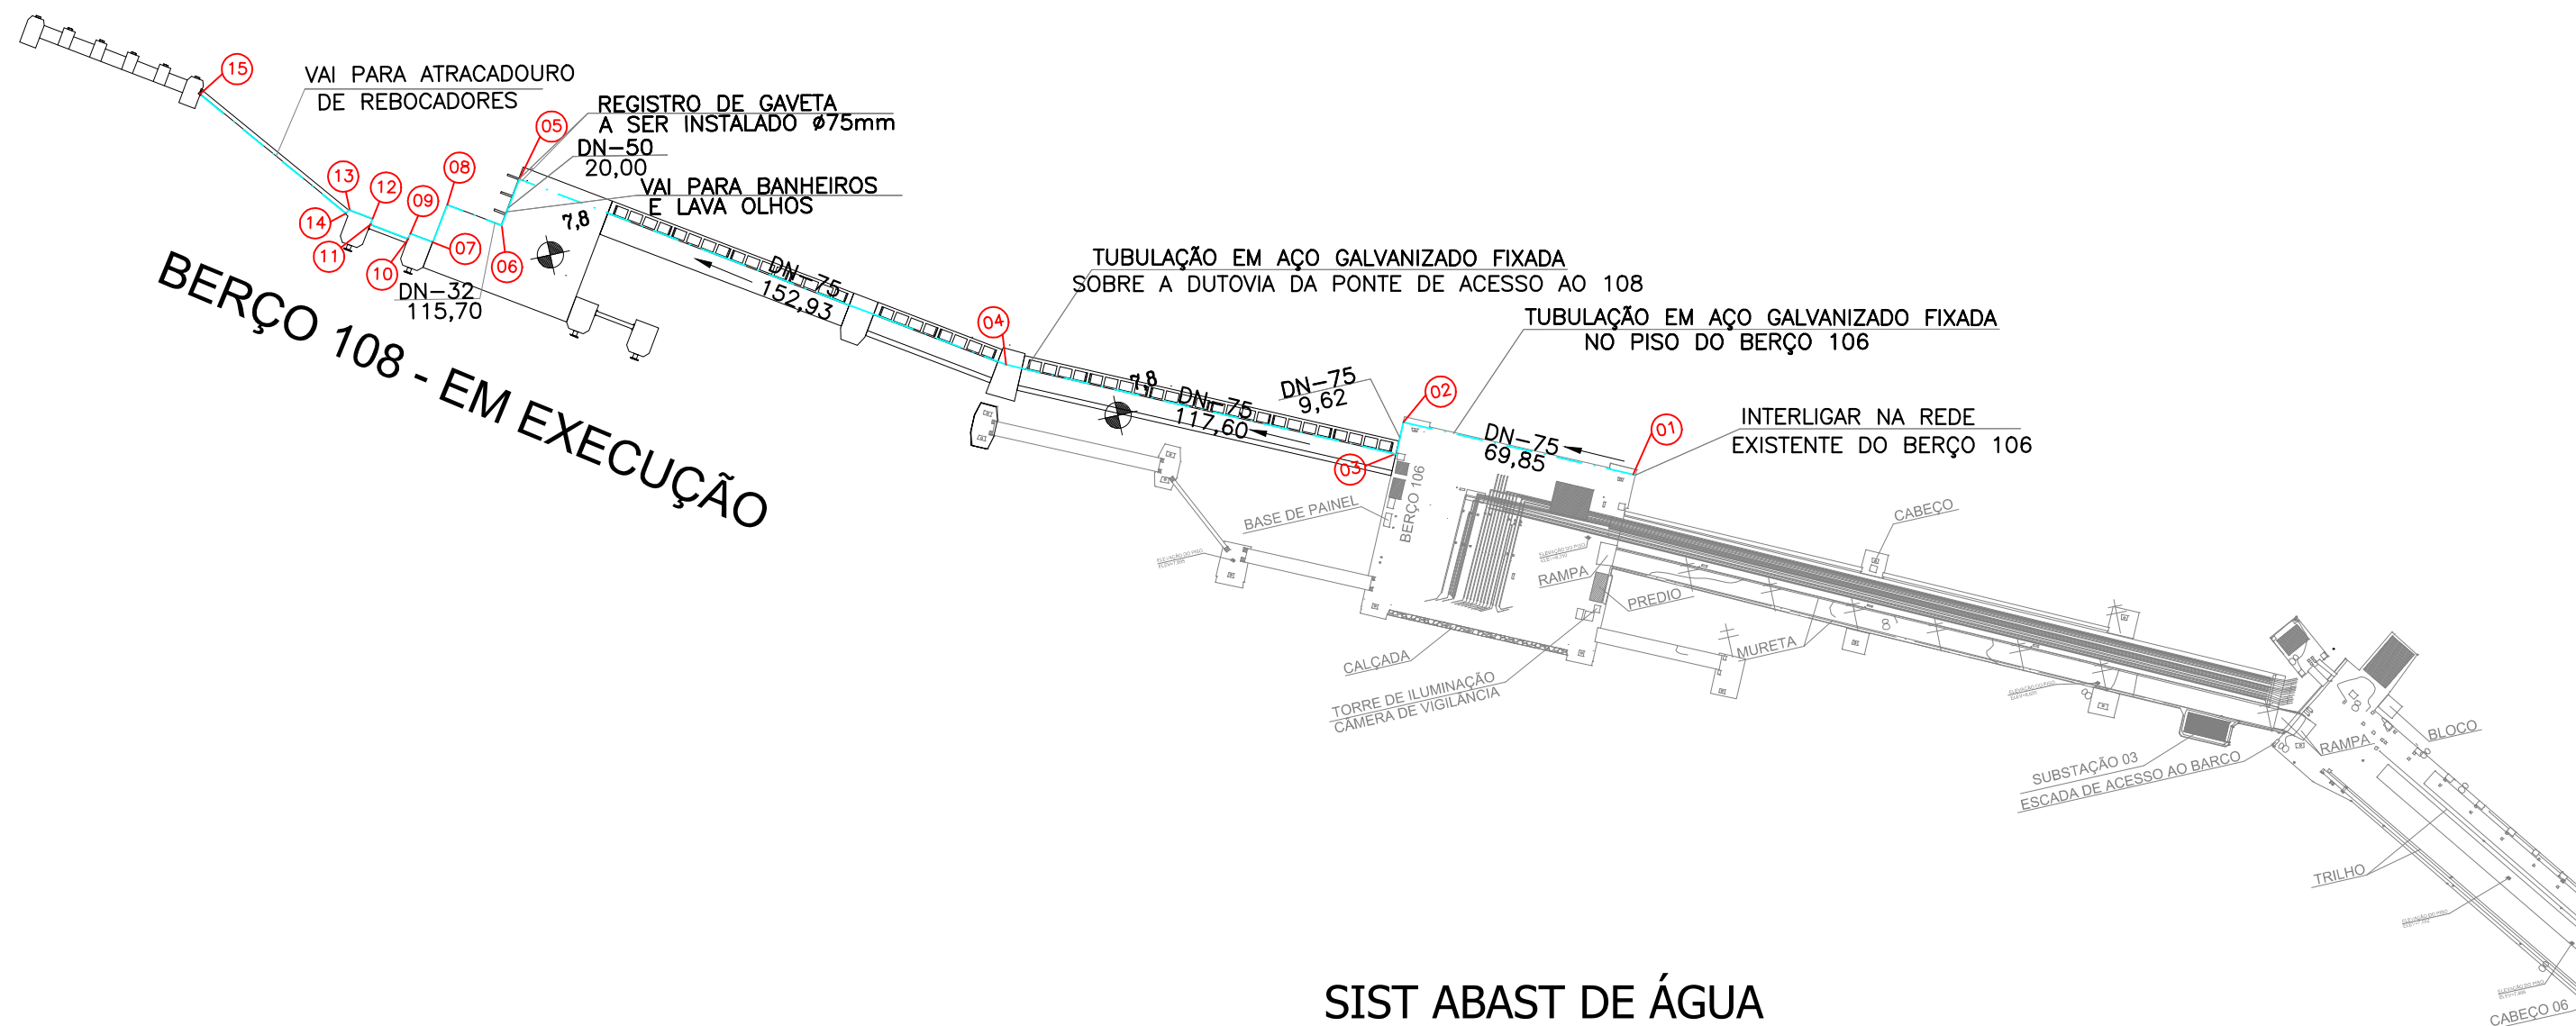 15
VAI PARA ATRACADOURO
DE REBOCADORES
REGISTRO DE GAVETA
A SER INSTALADO ø75mm
05
DN-50
20,00
VAI PARA BANHEIROS
E LAVA OLHOS
08
13
12
09
14
11
10
07
06
7,8
DN-32
115,70
BERÇO 108 - EM EXECUÇÃO
DN-75
152,93
04
TUBULAÇÃO EM AÇO GALVANIZADO FIXADA
SOBRE A DUTOVIA DA PONTE DE ACESSO AO 108
TUBULAÇÃO EM AÇO GALVANIZADO FIXADA
NO PISO DO BERÇO 106
7,8
DN-75
117,60
DN-75
9,62
02
03
DN-75
69,85
01
INTERLIGAR NA REDE
EXISTENTE DO BERÇO 106
BASE DE PAINEL
BERÇO 106
CABEÇO
RAMPA
PREDIO
MURETA
81
CALÇADA
TORRE DE ILUMINAÇÃO
CÂMERA DE VIGILÂNCIA
SUBSTAÇÃO 03
ESCADA DE ACESSO AO BARCO
RAMPA
BLOCO
TRILHO
CABEÇO 06
SIST ABAST DE ÁGUA